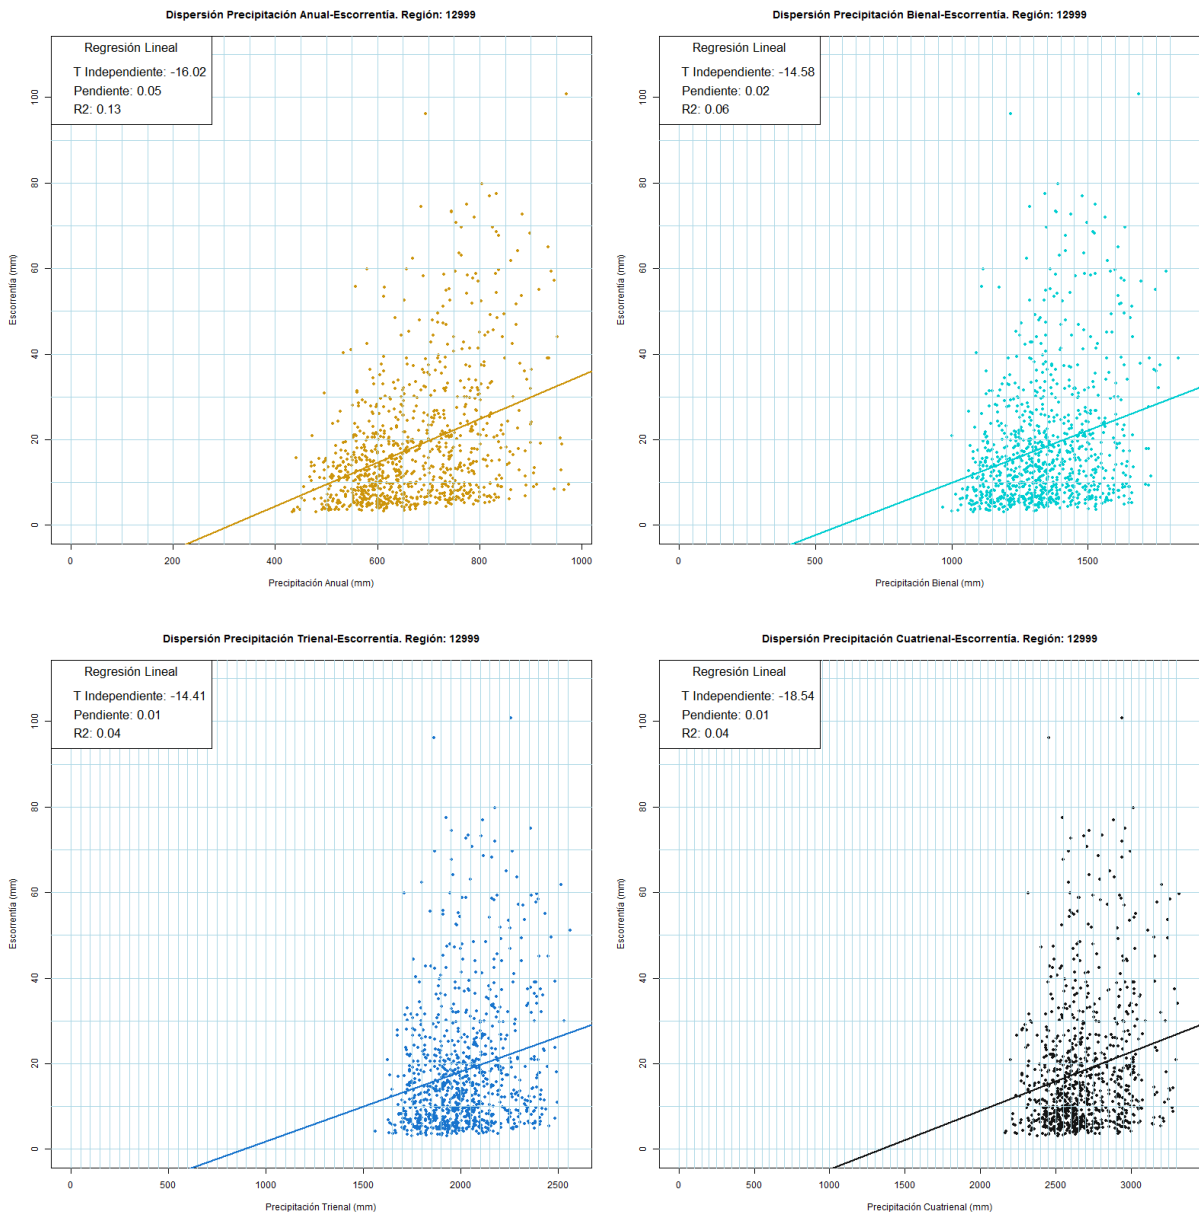 Dispersión Precipitación Anual-Escorrentía. Región: 12999
Regresión Lineal
T Independiente: -16.02
Pendiente: 0.05
R2: 0.13
Escorrentía (mm)
100
80
60
40
20
0
0 200 400 600 800 1000
Precipitación Anual (mm)
Dispersión Precipitación Bienal-Escorrentía. Región: 12999
Regresión Lineal
T Independiente: -14.58
Pendiente: 0.02
R2: 0.06
Escorrentía (mm)
100
80
60
40
20
0
0 500 1000 1500
Precipitación Bienal (mm)
Dispersión Precipitación Trienal-Escorrentía. Región: 12999
Regresión Lineal
T Independiente: -14.41
Pendiente: 0.01
R2: 0.04
Escorrentía (mm)
100
80
60
40
20
0
0 500 1000 1500 2000 2500
Precipitación Trienal (mm)
Dispersión Precipitación Cuatrienal-Escorrentía. Región: 12999
Regresión Lineal
T Independiente: -18.54
Pendiente: 0.01
R2: 0.04
Escorrentía (mm)
100
80
60
40
20
0
0 500 1000 1500 2000 2500 3000
Precipitación Cuatrienal (mm)